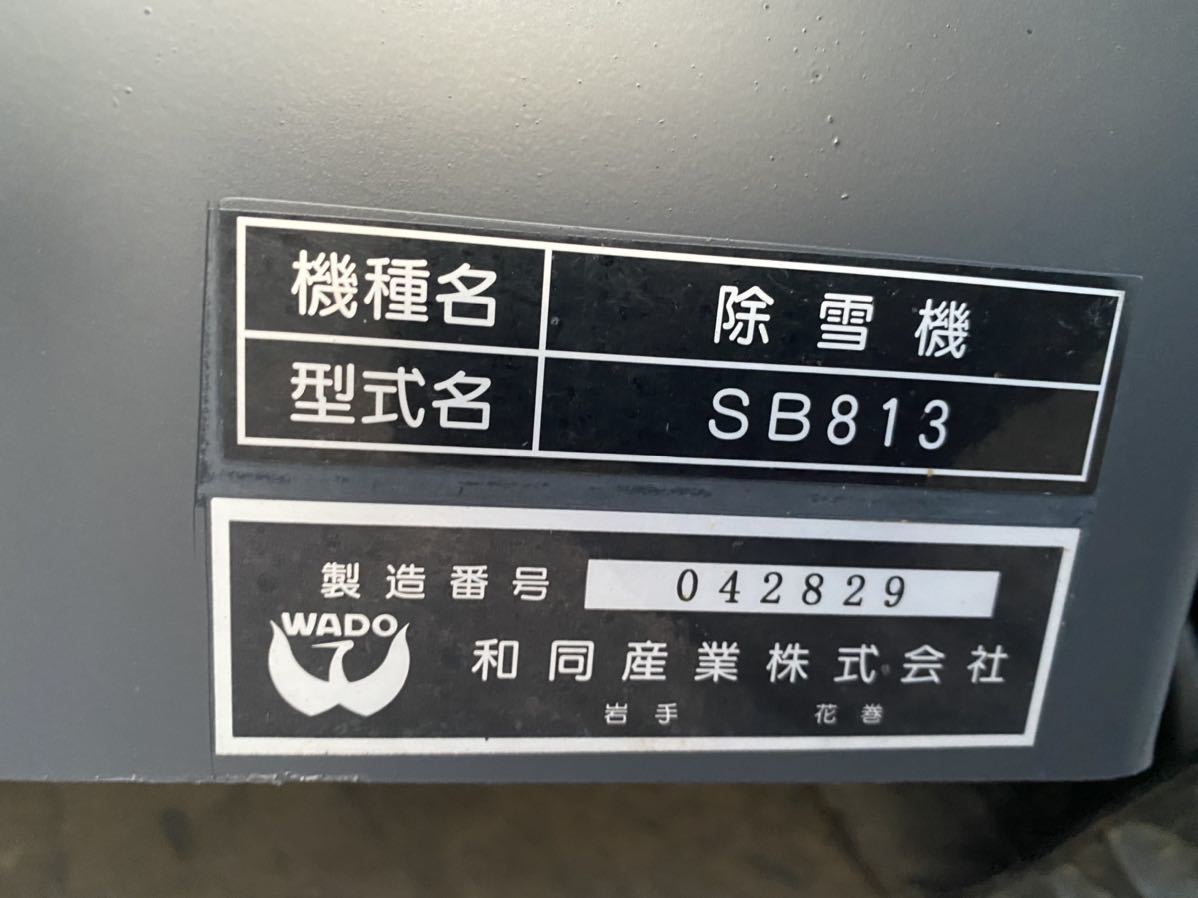 機種名 除雪機
型式名 SB813
製造番号 042829
WADO
和同産業株式会社
岩手 花巻